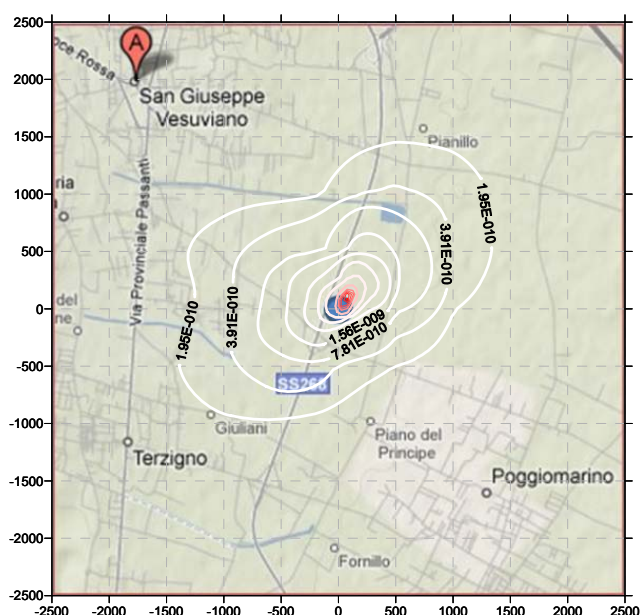 2500
2000
1500
1000
500
0
-500
-1000
-1500
-2000
-2500
A
oce Rossa
San Giuseppe
Vesuviano
Pianillo
ria
Via Provinciale Passanti
1.95E-010
3.91E-010
del
ne
1.95E-010
3.91E-010
1.56E-009
7.81E-010
SS268
Giuliani
Piano del
Principe
Terzigno
Poggiomarino
Fornillo
-2500 -2000 -1500 -1000 -500 0 500 1000 1500 2000 2500